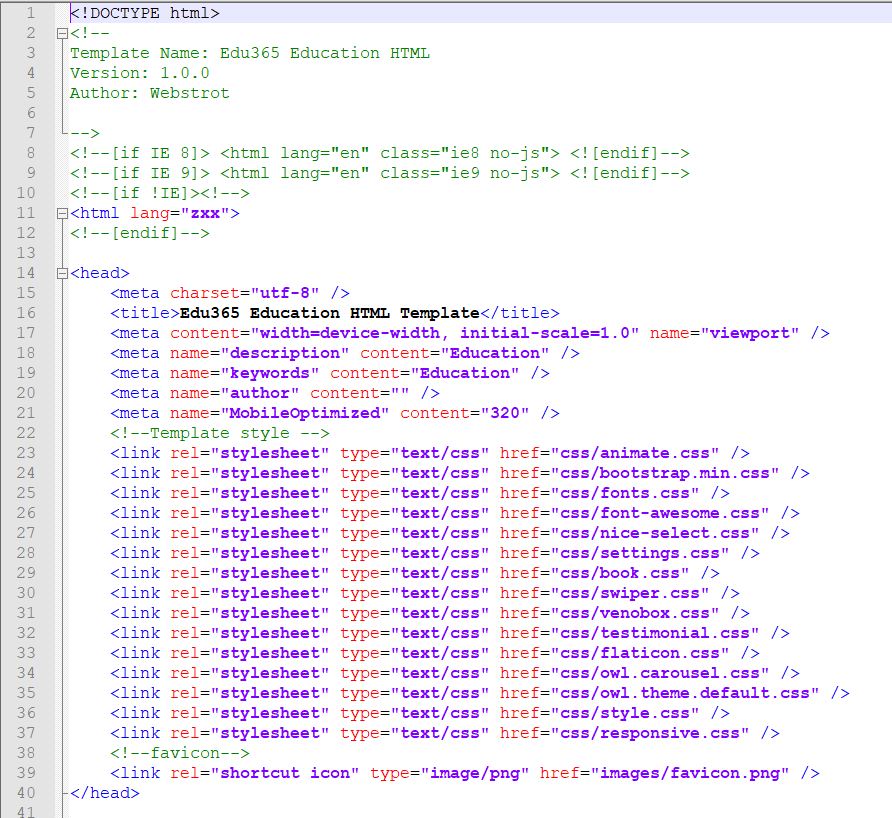 1 <!DOCTYPE html>
2 <!--
3 Template Name: Edu365 Education HTML
4 Version: 1.0.0
5 Author: Webstrot
6
7 -->
8 <!--[if IE 8]> <html lang="en" class="ie8 no-js"> <![endif]-->
9 <!--[if IE 9]> <html lang="en" class="ie9 no-js"> <![endif]-->
10 <!--[if !IE]><!-->
11 <html lang="zxx">
12 <!--[endif]-->
13
14 <head>
15 <meta charset="utf-8" />
16 <title>Edu365 Education HTML Template</title>
17 <meta content="width=device-width, initial-scale=1.0" name="viewport" />
18 <meta name="description" content="Education" />
19 <meta name="keywords" content="Education" />
20 <meta name="author" content="" />
21 <meta name="MobileOptimized" content="320" />
22 <!--Template style -->
23 <link rel="stylesheet" type="text/css" href="css/animate.css" />
24 <link rel="stylesheet" type="text/css" href="css/bootstrap.min.css" />
25 <link rel="stylesheet" type="text/css" href="css/fonts.css" />
26 <link rel="stylesheet" type="text/css" href="css/font-awesome.css" />
27 <link rel="stylesheet" type="text/css" href="css/nice-select.css" />
28 <link rel="stylesheet" type="text/css" href="css/settings.css" />
29 <link rel="stylesheet" type="text/css" href="css/book.css" />
30 <link rel="stylesheet" type="text/css" href="css/swiper.css" />
31 <link rel="stylesheet" type="text/css" href="css/venobox.css" />
32 <link rel="stylesheet" type="text/css" href="css/testimonial.css" />
33 <link rel="stylesheet" type="text/css" href="css/flaticon.css" />
34 <link rel="stylesheet" type="text/css" href="css/owl.carousel.css" />
35 <link rel="stylesheet" type="text/css" href="css/owl.theme.default.css" />
36 <link rel="stylesheet" type="text/css" href="css/style.css" />
37 <link rel="stylesheet" type="text/css" href="css/responsive.css" />
38 <!--favicon-->
39 <link rel="shortcut icon" type="image/png" href="images/favicon.png" />
40 </head>
41